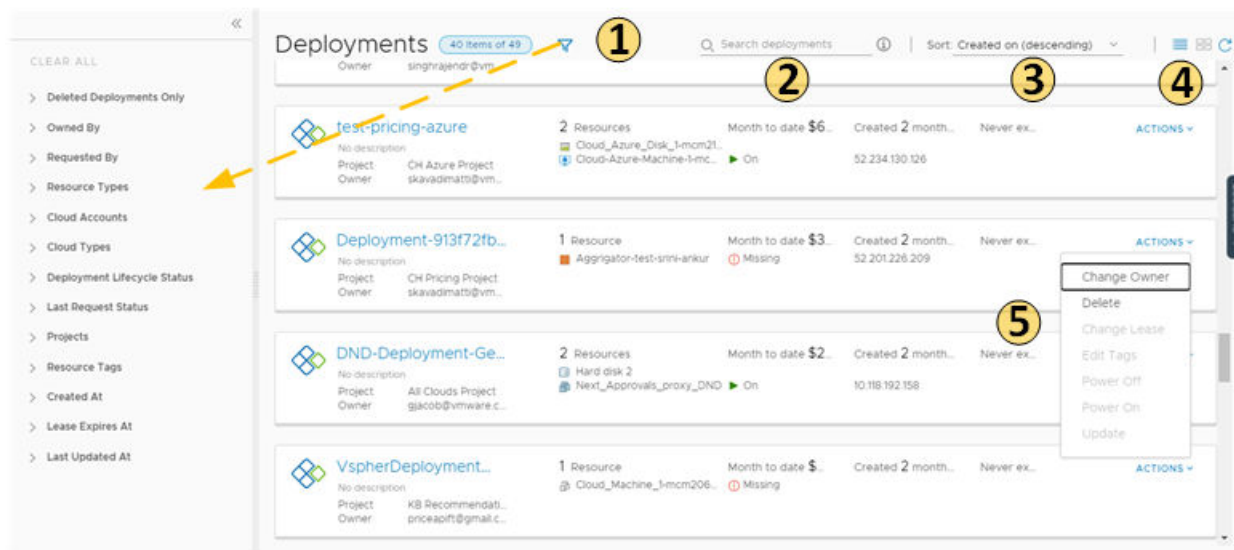 «
CLEAR ALL
> Deleted Deployments Only
> Owned By
> Requested By
> Resource Types
> Cloud Accounts
> Cloud Types
> Deployment Lifecycle Status
> Last Request Status
> Projects
> Resource Tags
> Created At
> Lease Expires At
> Last Updated At
Deployments 40 items of 49 1 Search deployments Sort: Created on (descending)
2 3 4
Owner singhrajendr@vm...
test-pricing-azure 2 Resources Month to date $6... Created 2 month... Never ex... ACTIONS
No description Cloud_Azure_Disk_1-mcm21...
Cloud-Azure-Machine-1-mc... On 52.234.130.126
Project CH Azure Project
Owner skavadimatti@vm...
Deployment-913f72fb... 1 Resource Month to date $3... Created 2 month... Never ex... ACTIONS
No description Aggrigator-test-srini-ankur Missing 52.201.226.209
Project CH Pricing Project
Owner skavadimatti@vm...
Change Owner
Delete
Change Lease
Edit Tags
Power Off
Power On
Update
5
DND-Deployment-Ge... 2 Resources Month to date $2... Created 2 month... Never ex...
No description Hard disk 2
Next_Approvals_proxy_DND On 10.118.192.158
Project All Clouds Project
Owner gjacob@vmware.c...
VspherDeployment... 1 Resource Month to date $... Created 2 month... Never ex... ACTIONS
No description Cloud_Machine_1-mcm206... Missing
Project KB Recommendati...
Owner priceapift@gmail.c...